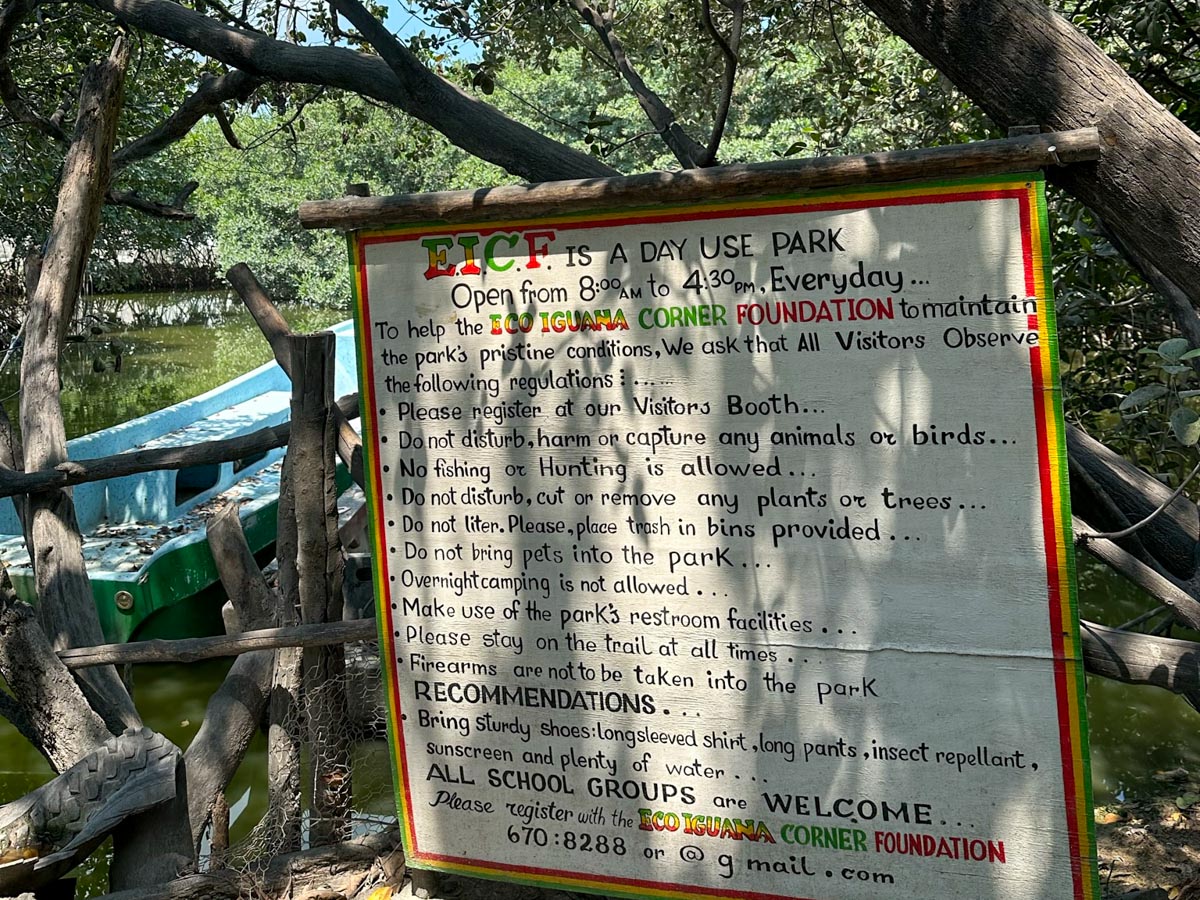 E.I.C.F. IS A DAY USE PARK
Open from 8:00AM to 4:30PM, Everyday...
To help the ECO IGUANA CORNER FOUNDATION to maintain
the park's pristine conditions, We ask that All Visitors Observe
the following regulations:.....
• Please register at our Visitors Booth...
• Do not disturb, harm or capture any animals or birds...
• No fishing or Hunting is allowed...
• Do not disturb, cut or remove any plants or trees...
• Do not liter. Please, place trash in bins provided...
• Do not bring pets into the park...
• Overnight camping is not allowed...
• Make use of the park's restroom facilities...
• Please stay on the trail at all times...
• Firearms are not to be taken into the park
RECOMMENDATIONS...
• Bring sturdy shoes: longsleeved shirt, long pants, insect repellant,
sunscreen and plenty of water...
ALL SCHOOL GROUPS are WELCOME...
Please register with the ECO IGUANA CORNER FOUNDATION
670:8288 or @gmail.com